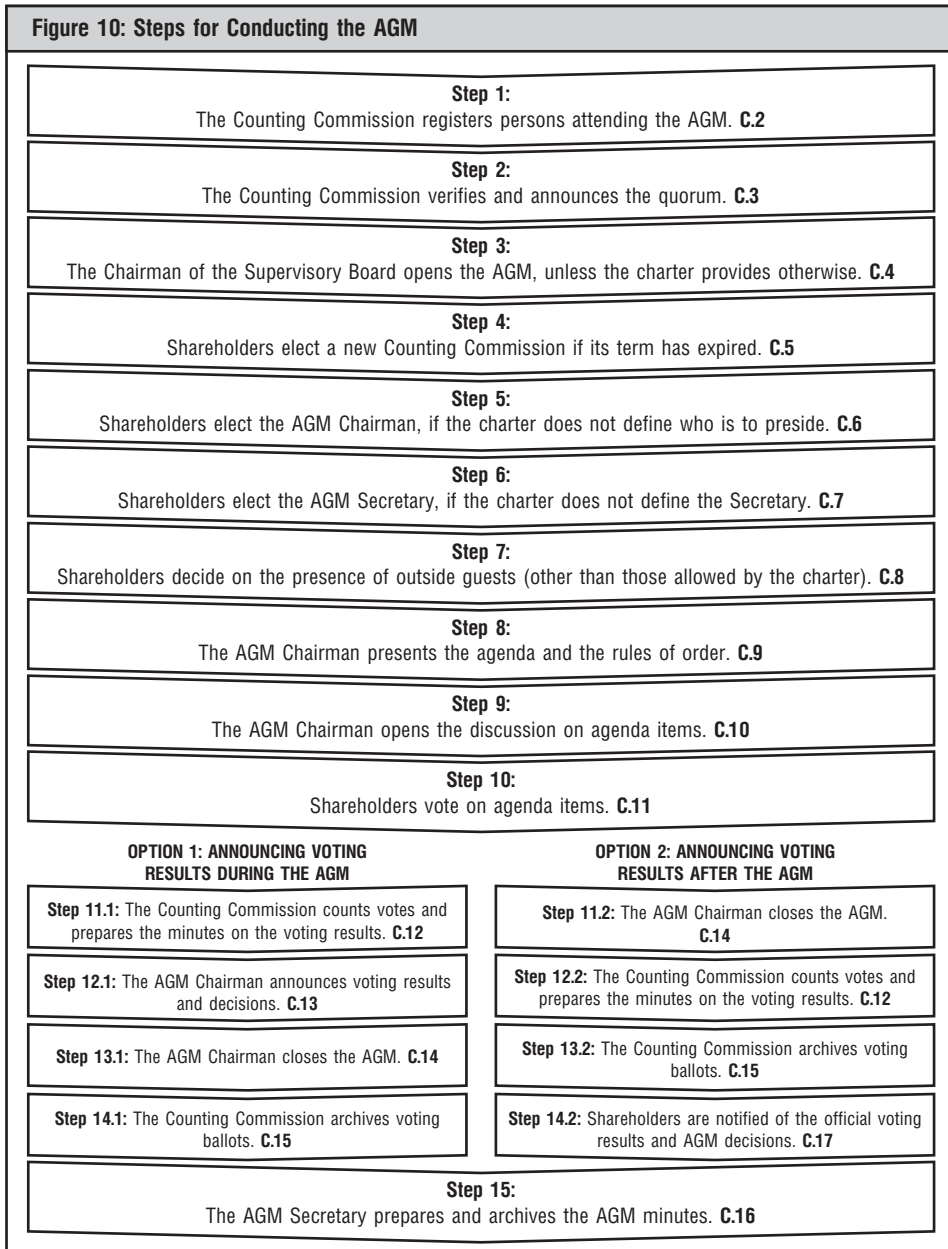 Figure 10: Steps for Conducting the AGM
Step 1:
The Counting Commission registers persons attending the AGM. C.2
Step 2:
The Counting Commission verifies and announces the quorum. C.3
Step 3:
The Chairman of the Supervisory Board opens the AGM, unless the charter provides otherwise. C.4
Step 4:
Shareholders elect a new Counting Commission if its term has expired. C.5
Step 5:
Shareholders elect the AGM Chairman, if the charter does not define who is to preside. C.6
Step 6:
Shareholders elect the AGM Secretary, if the charter does not define the Secretary. C.7
Step 7:
Shareholders decide on the presence of outside guests (other than those allowed by the charter). C.8
Step 8:
The AGM Chairman presents the agenda and the rules of order. C.9
Step 9:
The AGM Chairman opens the discussion on agenda items. C.10
Step 10:
Shareholders vote on agenda items. C.11
OPTION 1: ANNOUNCING VOTING
RESULTS DURING THE AGM
Step 11.1: The Counting Commission counts votes and
prepares the minutes on the voting results. C.12
Step 12.1: The AGM Chairman announces voting results
and decisions. C.13
Step 13.1: The AGM Chairman closes the AGM. C.14
Step 14.1: The Counting Commission archives voting
ballots. C.15
OPTION 2: ANNOUNCING VOTING
RESULTS AFTER THE AGM
Step 11.2: The AGM Chairman closes the AGM.
C.14
Step 12.2: The Counting Commission counts votes and
prepares the minutes on the voting results. C.12
Step 13.2: The Counting Commission archives voting
ballots. C.15
Step 14.2: Shareholders are notified of the official voting
results and AGM decisions. C.17
Step 15:
The AGM Secretary prepares and archives the AGM minutes. C.16